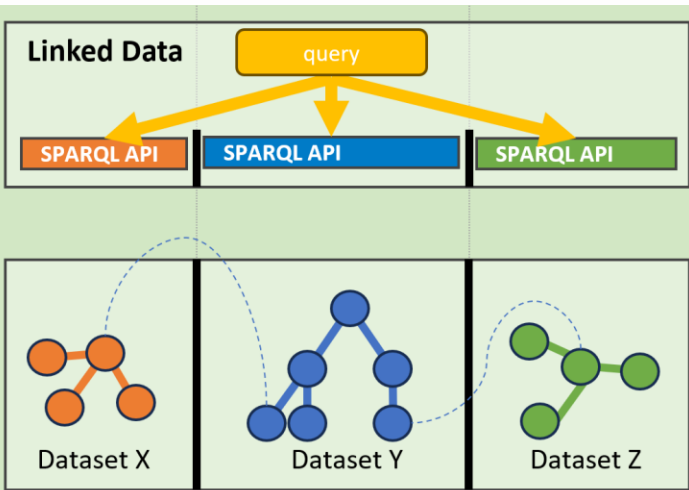 Linked Data
query
SPARQL API
SPARQL API
SPARQL API
Dataset X
Dataset Y
Dataset Z